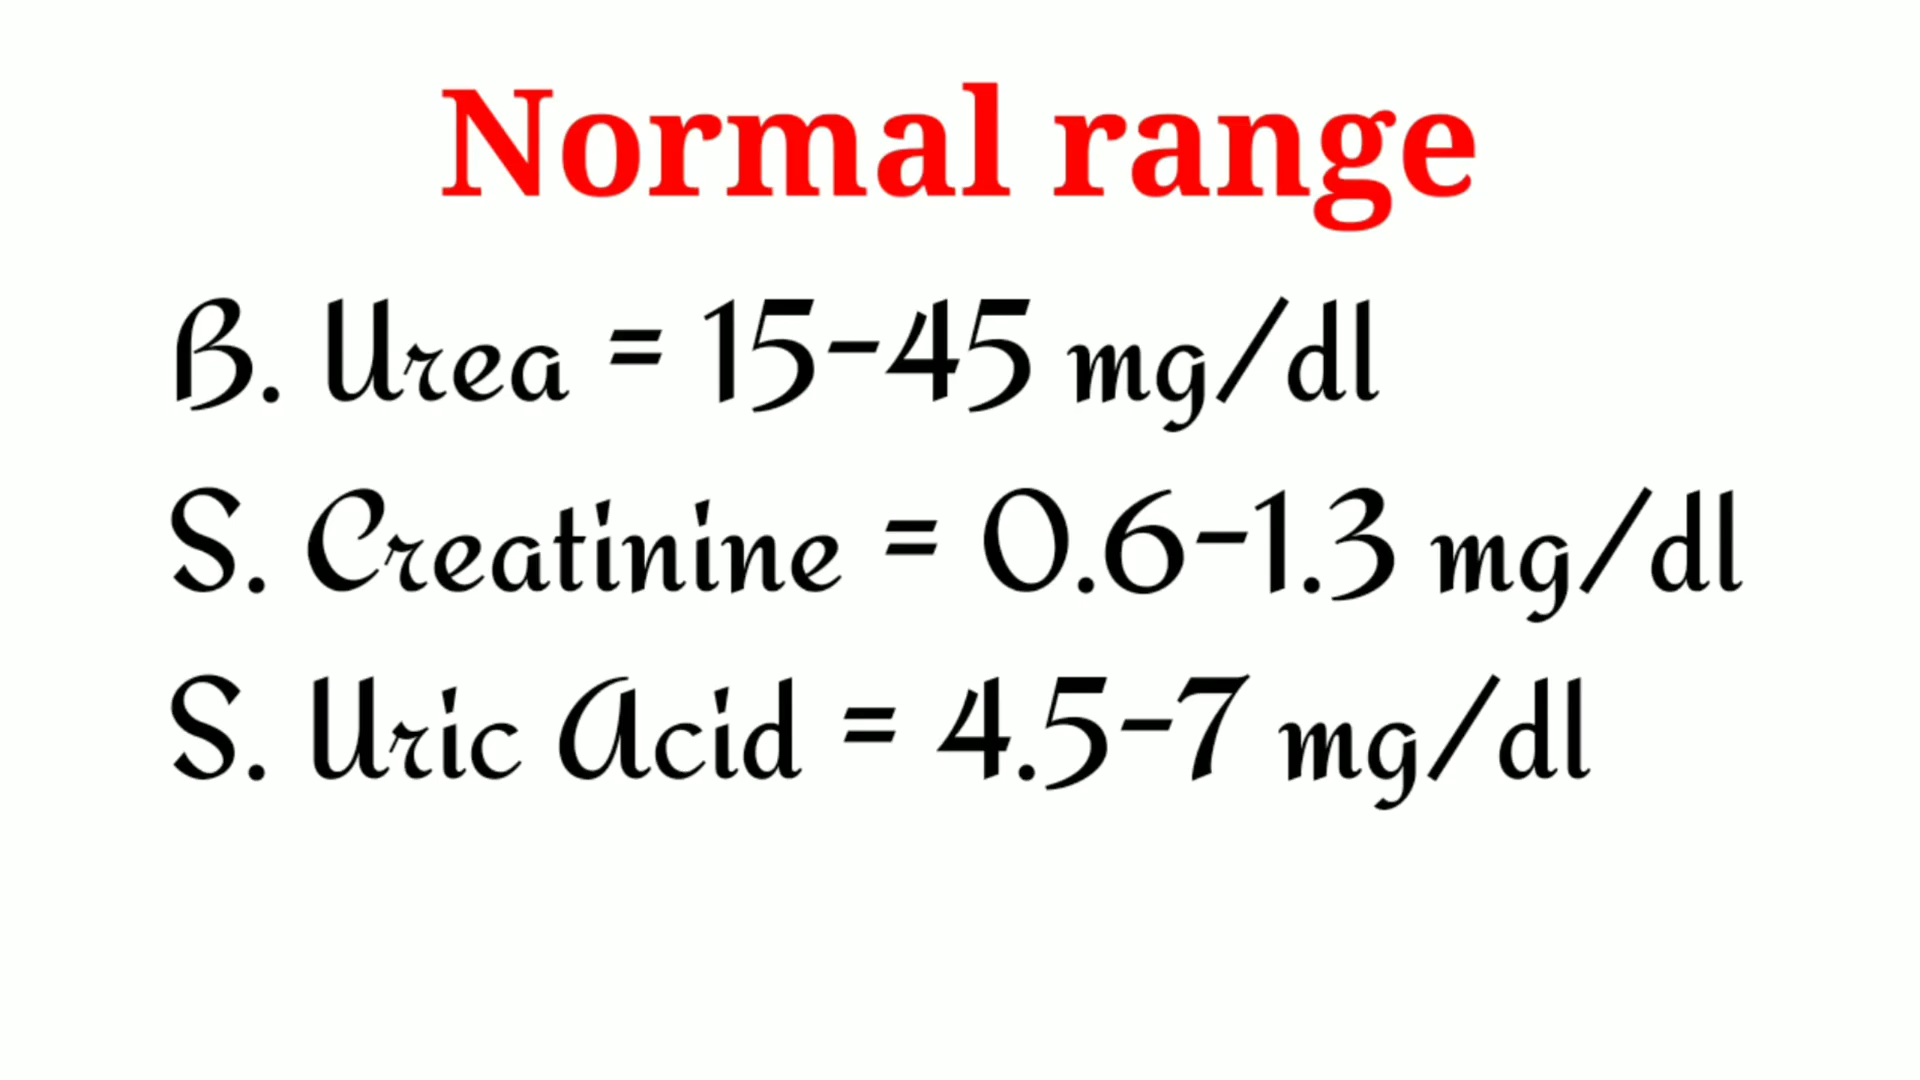 Normal range
B. Urea = 15-45 mg/dl
S. Creatinine = 0.6-1.3 mg/dl
S. Uric Acid = 4.5-7 mg/dl